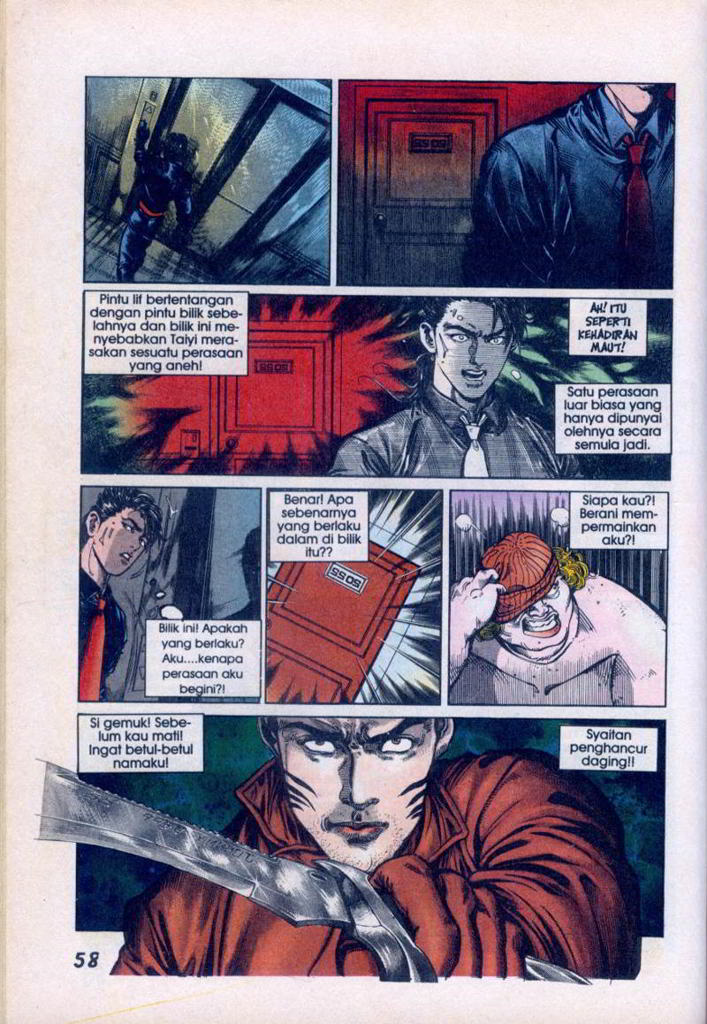 5055
Pintu lif bertentangan
dengan pintu bilik sebe-
lahnya dan bilik ini me-
nyebabkan Taiyi mera-
sakan sesuatu perasaan
yang aneh!
5055
AH! ITU
SEPERTI
KEHADIRAN
MAUT!
Satu perasaan
luar biasa yang
hanya dipunyai
olehnya secara
semula jadi.
Bilik ini! Apakah
yang berlaku?
Aku....kenapa
perasaan aku
begini?!
Benar! Apa
sebenarnya
yang berlaku
dalam di bilik
itu??
5055
Siapa kau?!
Berani mem-
permainkan
aku?!
Si gemuk! Sebe-
lum kau mati!
Ingat betul-betul
namaku!
Syaitan
penghancur
daging!!
58